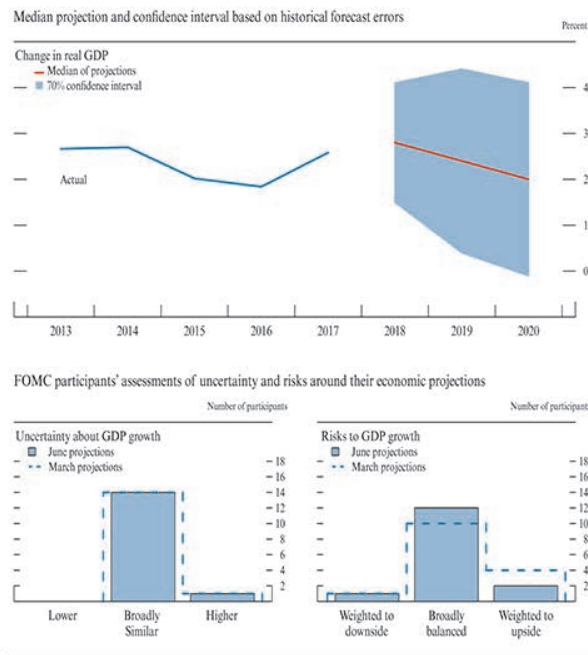 Median projection and confidence interval based on historical forecast errors
Percent
Change in real GDP
Median of projections
70% confidence interval
4
3
Actual
2
1
0
2013 2014 2015 2016 2017 2018 2019 2020
FOMC participants' assessments of uncertainty and risks around their economic projections
Number of participants
Uncertainty about GDP growth
June projections
March projections
18
16
14
12
10
8
6
4
2
Lower Broadly Higher
Similar
Number of participants
Risks to GDP growth
June projections
March projections
18
16
14
12
10
8
6
4
2
Weighted to Broadly Weighted to
downside balanced upside